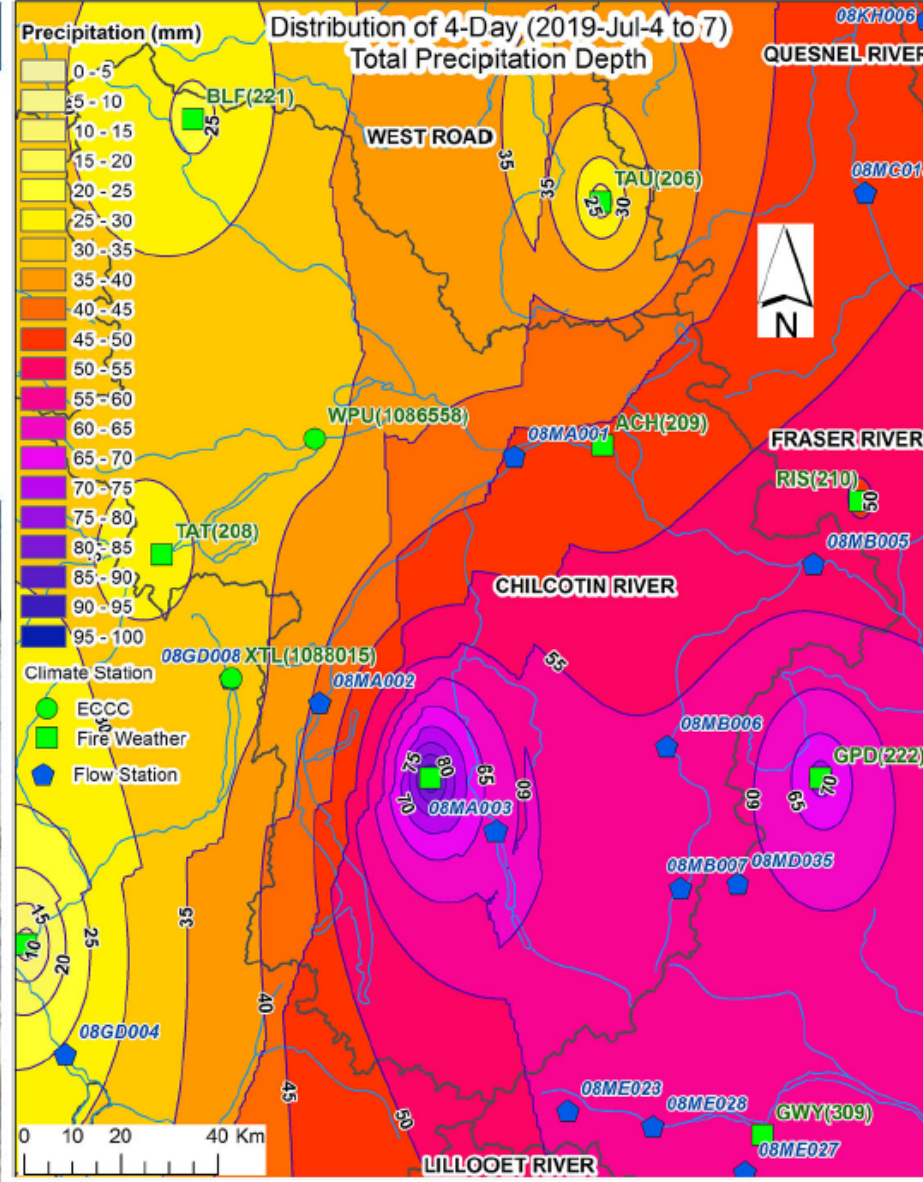 Distribution of 4-Day (2019-Jul-4 to 7)
Total Precipitation Depth
Precipitation (mm)
0 - 5
5 - 10
10 - 15
15 - 20
20 - 25
25 - 30
30 - 35
35 - 40
40 - 45
45 - 50
50 - 55
55 - 60
60 - 65
65 - 70
70 - 75
75 - 80
80 - 85
85 - 90
90 - 95
95 - 100
Climate Station
ECCC
Fire Weather
Flow Station
08KH006
QUESNEL RIVER
BLF(221)
25
WEST ROAD
35
35
TAU(206)
25
30
08MC01
N
WPU(1086558)
08MA001
ACH(209)
FRASER RIVER
RIS(210)
50
TAT(208)
08MB005
CHILCOTIN RIVER
08GD008
XTL(1088015)
55
08MA002
30
08MB006
75
80
65
60
70
GPD(222)
70
65
60
08MA003
08MB007
08MD035
15
10
20
25
35
40
08GD004
45
50
08ME023
08ME028
GWY(309)
08ME027
LILLOOET RIVER
0 10 20 40 Km